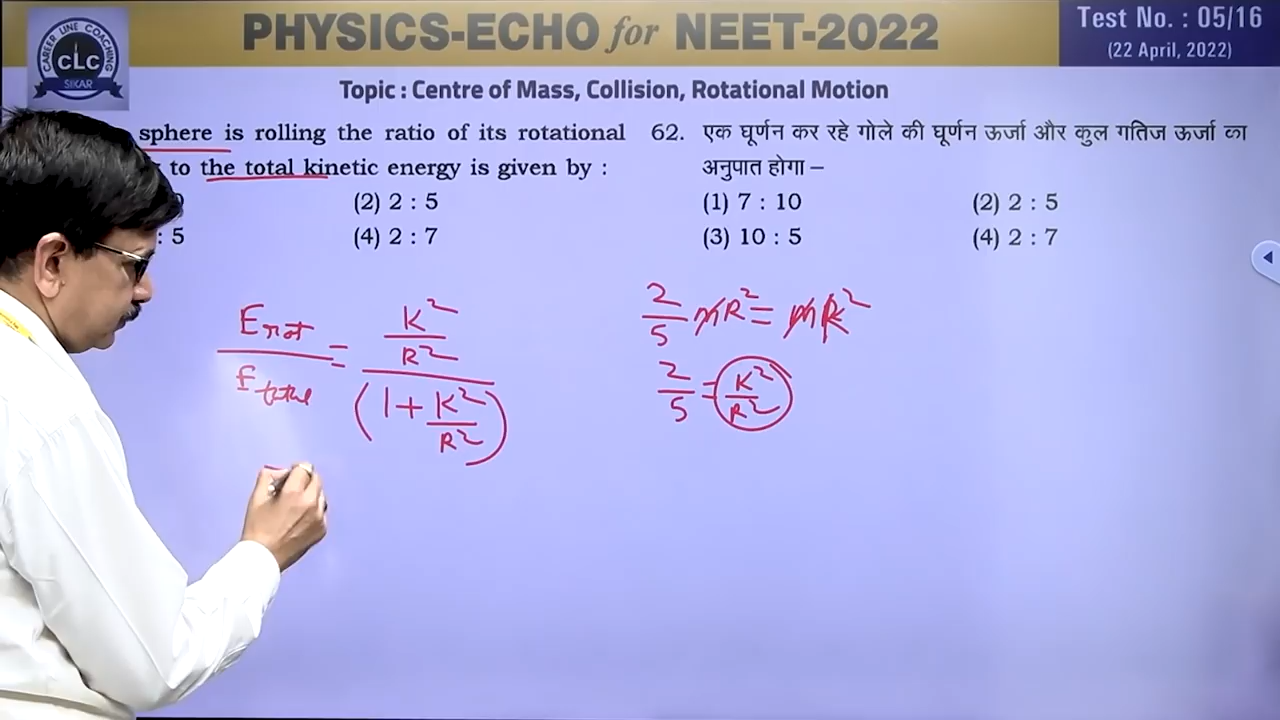 PHYSICS-ECHO for NEET-2022
Test No. : 05/16
(22 April, 2022)
CAREER LINE COACHING
CLC
SIKAR
Topic : Centre of Mass, Collision, Rotational Motion
sphere is rolling the ratio of its rotational
to the total kinetic energy is given by :
(2) 2 : 5
: 5
(4) 2 : 7
62. एक घूर्णन कर रहे गोले की घूर्णन ऊर्जा और कुल गतिज ऊर्जा का
अनुपात होगा –
(1) 7 : 10
(2) 2 : 5
(3) 10 : 5
(4) 2 : 7
E rot / E total = (K² / R²) / (1 + K² / R²)
2/5 mR² = mK²
2/5 = K²/R²